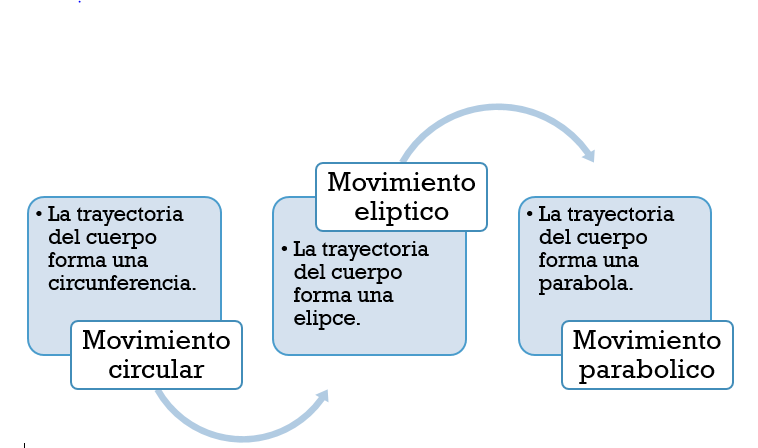 • La trayectoria
del cuerpo
forma una
circunferencia.
Movimiento
circular
Movimiento
eliptico
• La trayectoria
del cuerpo
forma una
elipce.
• La trayectoria
del cuerpo
forma una
parabola.
Movimiento
parabolico